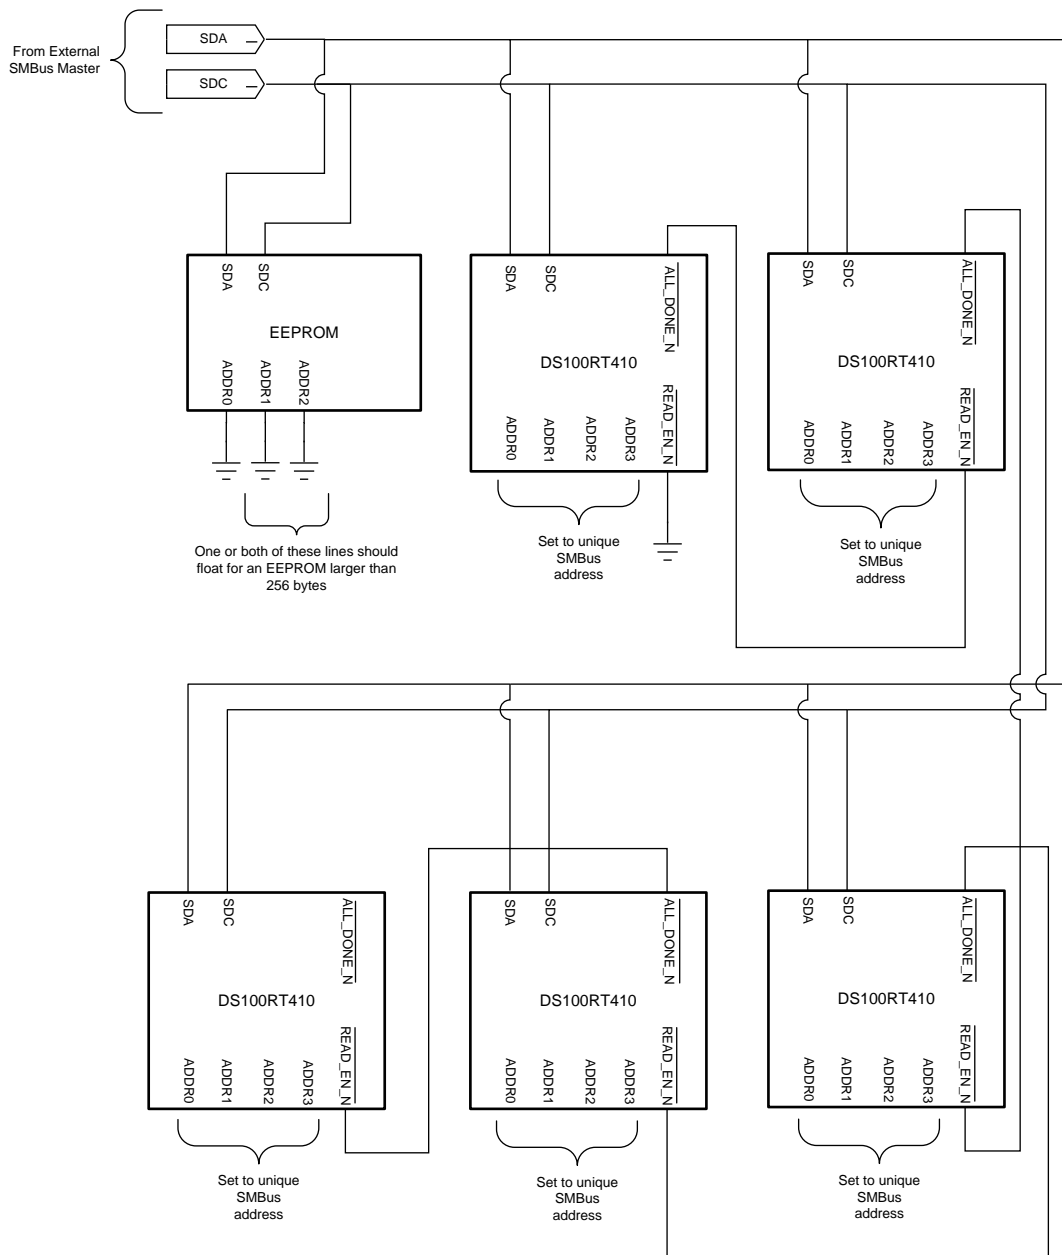 From External
SMBus Master
SDA
SDC
SDA
SDC
EEPROM
ADDR0
ADDR1
ADDR2
One or both of these lines should
float for an EEPROM larger than
256 bytes
SDA
SDC
ALL_DONE_N
DS100RT410
ADDR0
ADDR1
ADDR2
ADDR3
READ_EN_N
Set to unique
SMBus
address
SDA
SDC
ALL_DONE_N
DS100RT410
ADDR0
ADDR1
ADDR2
ADDR3
READ_EN_N
Set to unique
SMBus
address
SDA
SDC
ALL_DONE_N
DS100RT410
ADDR0
ADDR1
ADDR2
ADDR3
READ_EN_N
Set to unique
SMBus
address
SDA
SDC
ALL_DONE_N
DS100RT410
ADDR0
ADDR1
ADDR2
ADDR3
READ_EN_N
Set to unique
SMBus
address
SDA
SDC
ALL_DONE_N
DS100RT410
ADDR0
ADDR1
ADDR2
ADDR3
READ_EN_N
Set to unique
SMBus
address